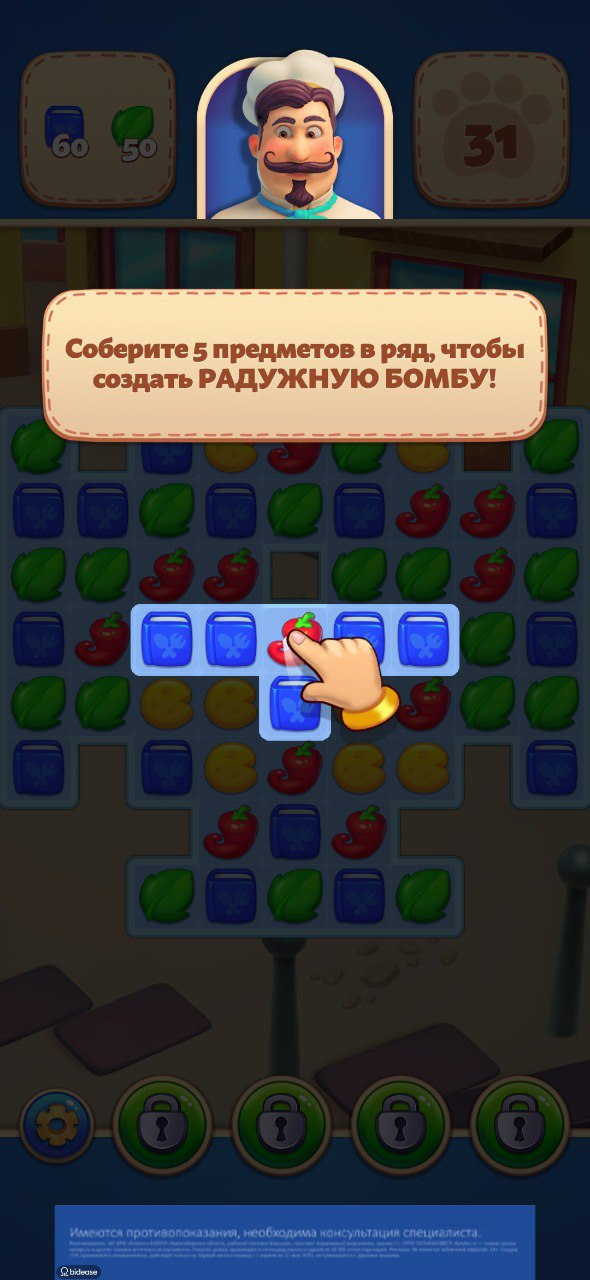 60
50
31
Соберите 5 предметов в ряд, чтобы
создать РАДУЖНУЮ БОМБУ!
Имеются противопоказания, необходима консультация специалиста.
bidease